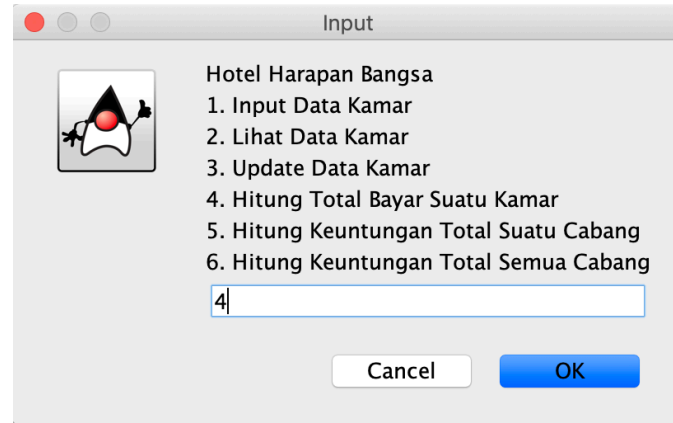 Input
Hotel Harapan Bangsa
1. Input Data Kamar
2. Lihat Data Kamar
3. Update Data Kamar
4. Hitung Total Bayar Suatu Kamar
5. Hitung Keuntungan Total Suatu Cabang
6. Hitung Keuntungan Total Semua Cabang
4
Cancel OK